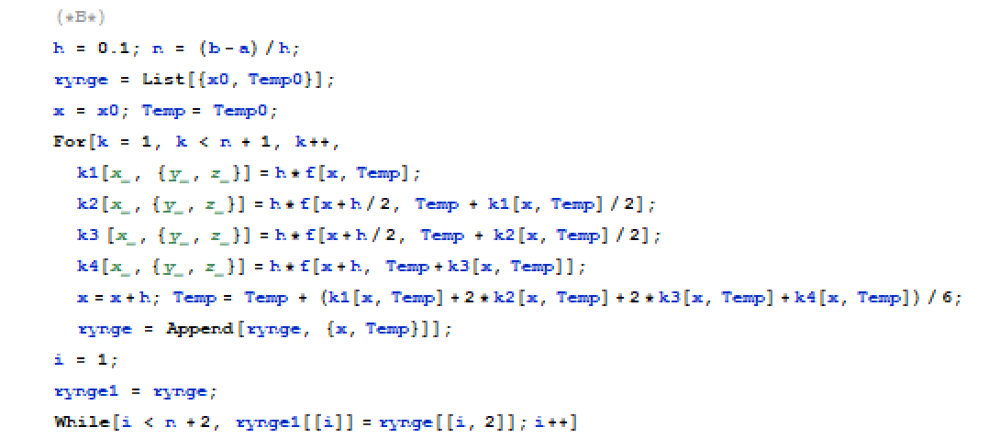 (*B*)
h = 0.1; n = (b-a)/h;
rynge = List[{x0, Temp0}];
x = x0; Temp = Temp0;
For[k = 1, k < n + 1, k++,
k1[x_, {y_, z_}] = h*f[x, Temp];
k2[x_, {y_, z_}] = h*f[x+h/2, Temp + k1[x, Temp]/2];
k3 [x_, {y_, z_}] = h*f[x+h/2, Temp + k2[x, Temp]/2];
k4[x_, {y_, z_}] = h*f[x+h, Temp+k3[x, Temp]];
x = x+h; Temp = Temp + (k1[x, Temp]+2*k2[x, Temp]+2*k3[x, Temp]+k4[x, Temp])/6;
rynge = Append[rynge, {x, Temp}]];
i = 1;
rynge1 = rynge;
While[i < n +2, rynge1[[i]] = rynge[[i, 2]]; i++]